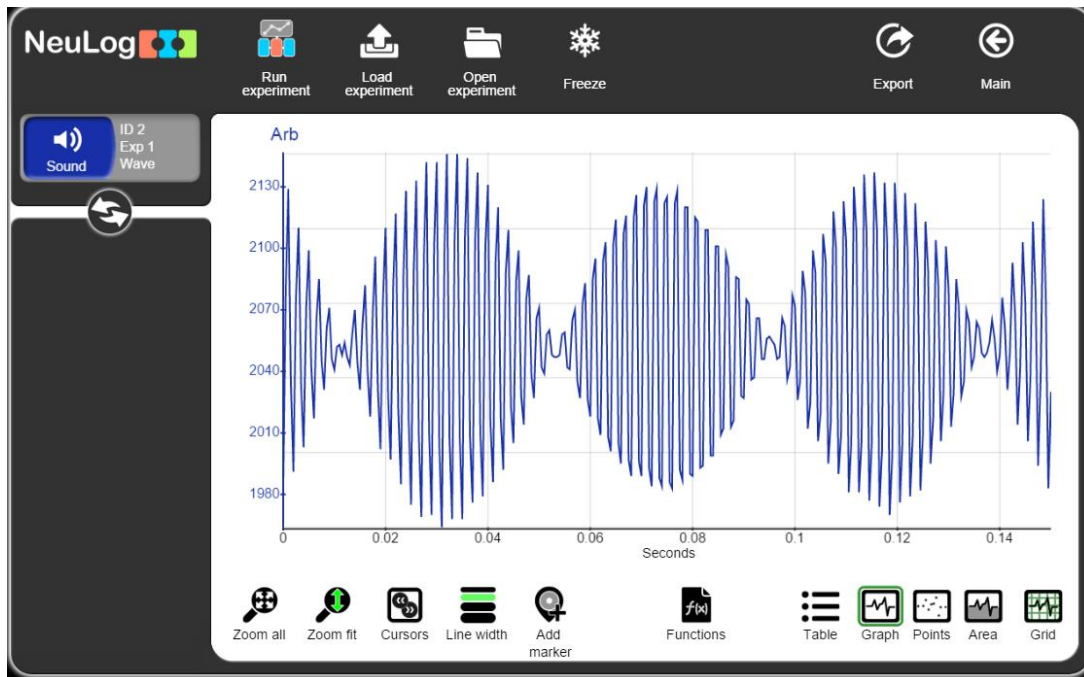 NeuLog
Run
experiment
Load
experiment
Open
experiment
Freeze
Export
Main
Sound
ID 2
Exp 1
Wave
Arb
2130
2100
2070
2040
2010
1980
0
0.02
0.04
0.06
0.08
0.1
0.12
0.14
Seconds
Zoom all
Zoom fit
Cursors
Line width
Add
marker
f(x)
Functions
Table
Graph
Points
Area
Grid